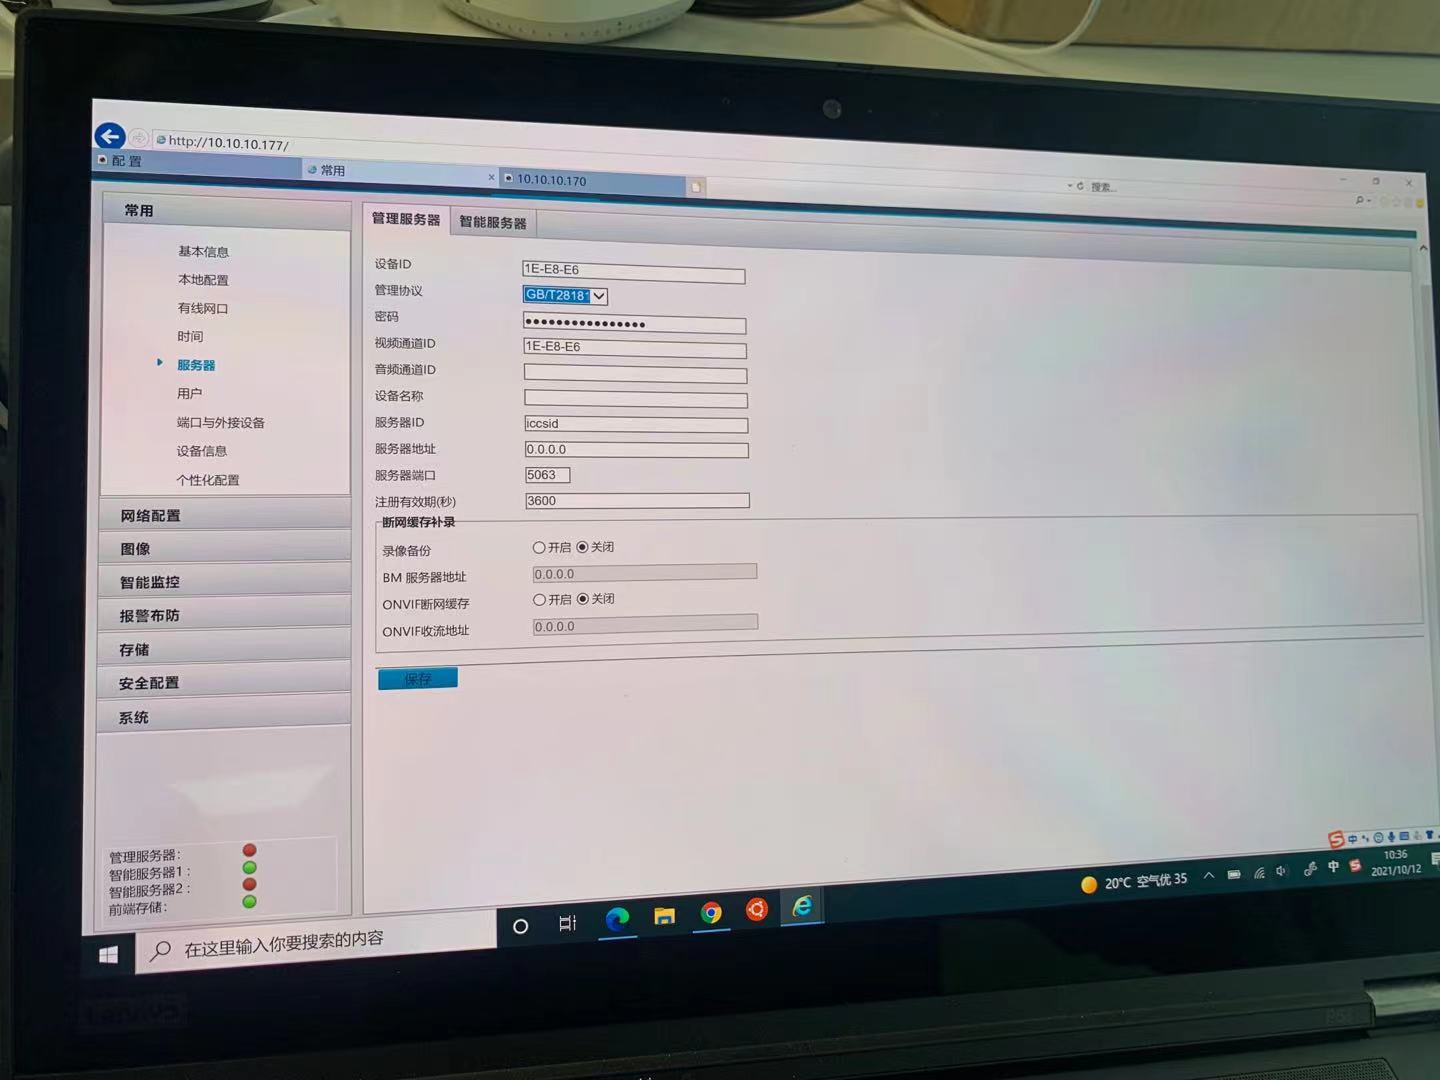 http://10.10.10.177/
搜索...
配置
常用
10.10.10.170
常用
基本信息
本地配置
有线网口
时间
服务器
用户
端口与外接设备
设备信息
个性化配置
网络配置
图像
智能监控
报警布防
存储
安全配置
系统
管理服务器:
智能服务器1:
智能服务器2:
前端存储:
管理服务器 智能服务器
设备ID 1E-E8-E6
管理协议 GB/T28181
密码 ●●●●●●●●●●●●●●●●
视频通道ID 1E-E8-E6
音频通道ID
设备名称
服务器ID iccsid
服务器地址 0.0.0.0
服务器端口 5063
注册有效期(秒) 3600
断网缓存补录
录像备份 开启 关闭
BM 服务器地址 0.0.0.0
ONVIF断网缓存 开启 关闭
ONVIF收流地址 0.0.0.0
保存
中
在这里输入你要搜索的内容
20°C 空气优 35
中
10:36
2021/10/12